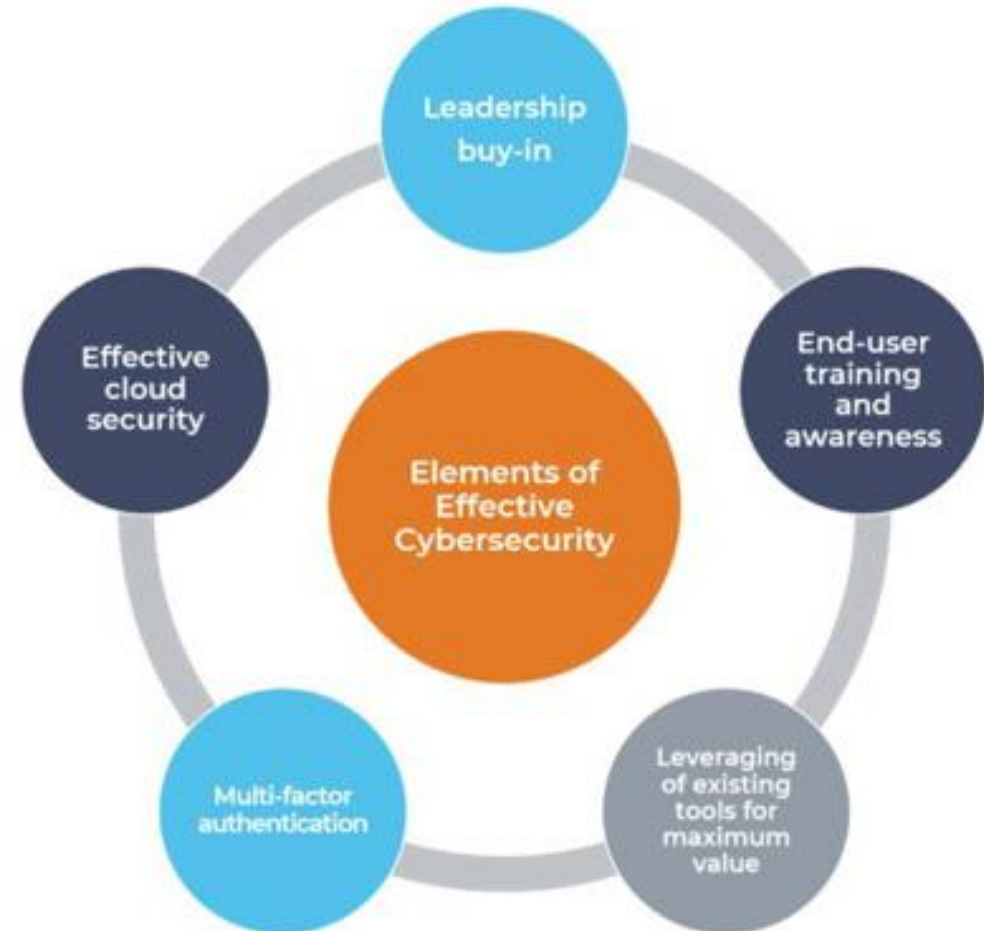 Leadership
buy-in
End-user
training
and
awareness
Leveraging
of existing
tools for
maximum
value
Multi-factor
authentication
Effective
cloud
security
Elements of
Effective
Cybersecurity